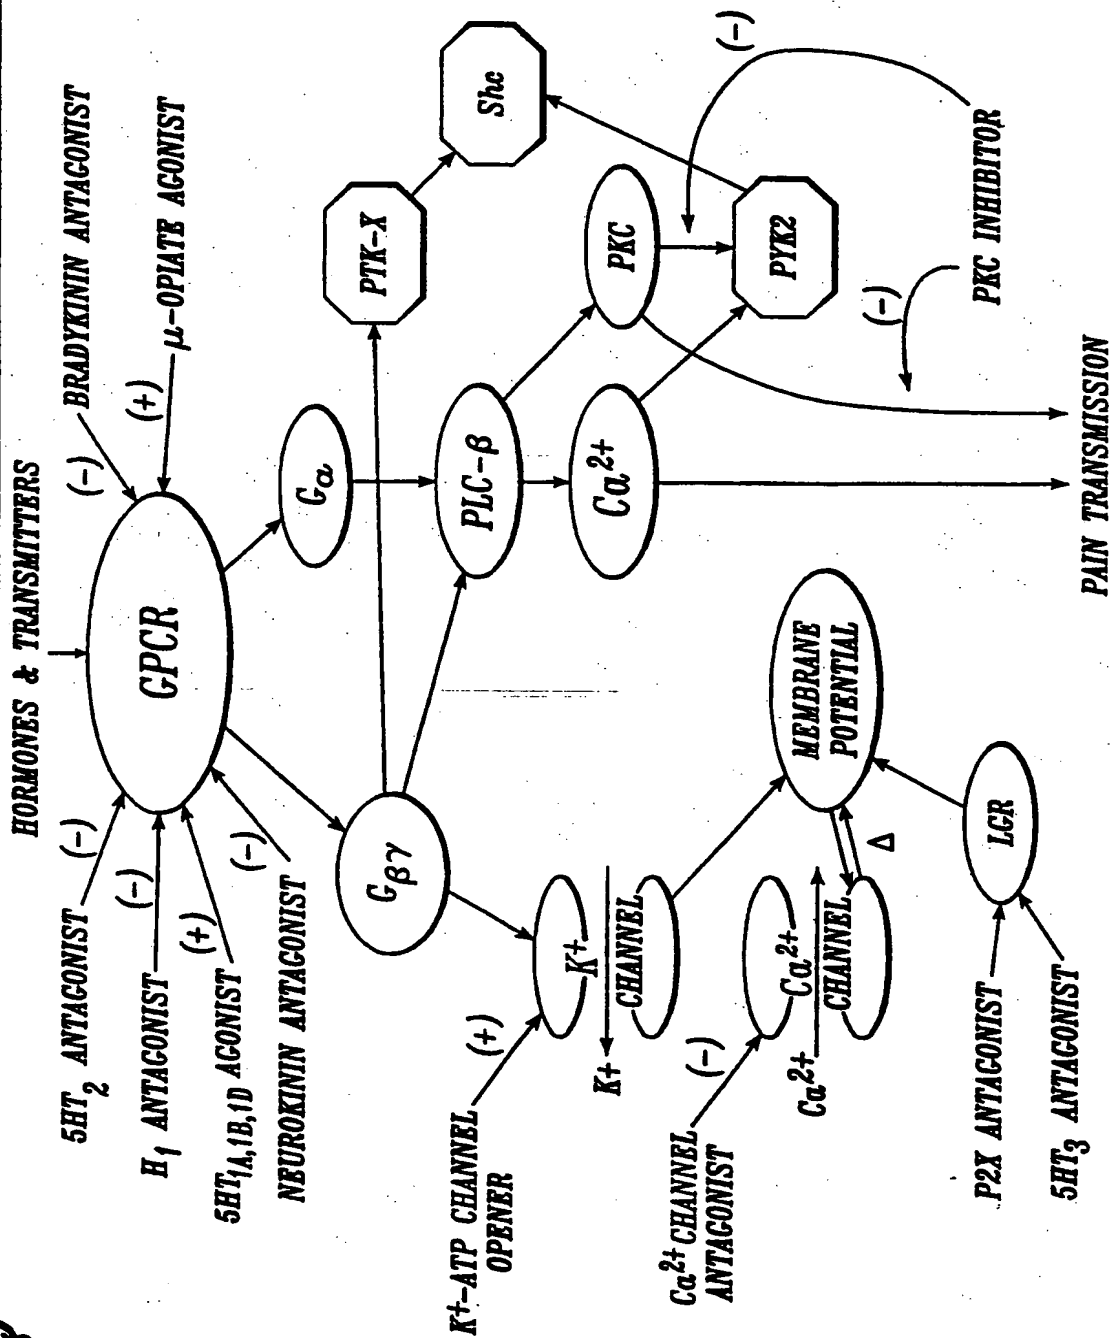 HORMONES & TRANSMITTERS
5HT2 ANTAGONIST
(-)
H1 ANTAGONIST
(-)
5HT1A,1B,1D AGONIST
(+)
NEUROKININ ANTAGONIST
(-)
GPCR
(-)
BRADYKININ ANTAGONIST
(+)
μ-OPIATE AGONIST
Gβγ
Gα
PTK-X
Shc
K+-ATP CHANNEL
OPENER
(+)
K+
CHANNEL
K+
PLC-β
Ca2+
PKC
PYK2
(-)
Ca2+ CHANNEL
ANTAGONIST
(-)
Ca2+
CHANNEL
Ca2+
Δ
MEMBRANE
POTENTIAL
(-)
PKC INHIBITOR
LGR
P2X ANTAGONIST
5HT3 ANTAGONIST
PAIN TRANSMISSION